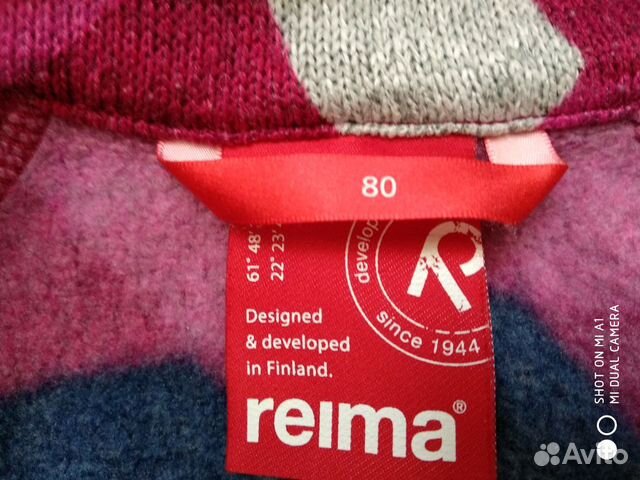 80
61° 48'
22° 23'
develope
since 1944
R
Designed
& developed
in Finland.
reima®
SHOT ON MI A1
MI DUAL CAMERA
Avito